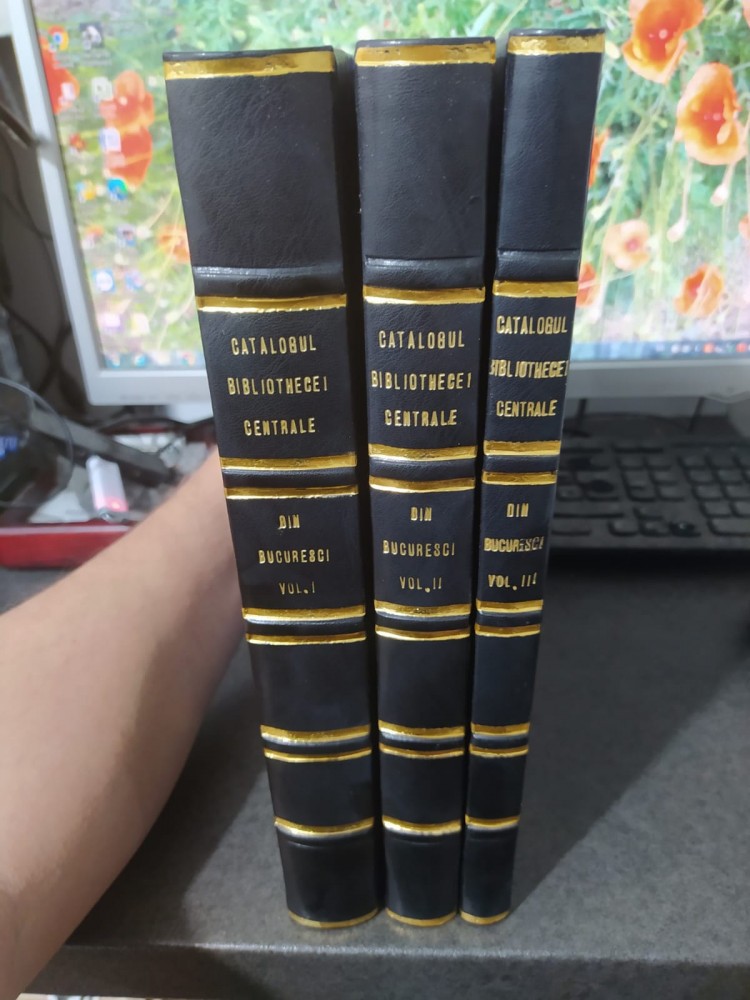 CATALOGUL
BIBLIOTHECEI
CENTRALE
DIN
BUCURESCI
VOL. I
CATALOGUL
BIBLIOTHECEI
CENTRALE
DIN
BUCURESCI
VOL. II
CATALOGUL
BIBLIOTHECEI
CENTRALE
DIN
BUCURESCI
VOL. III